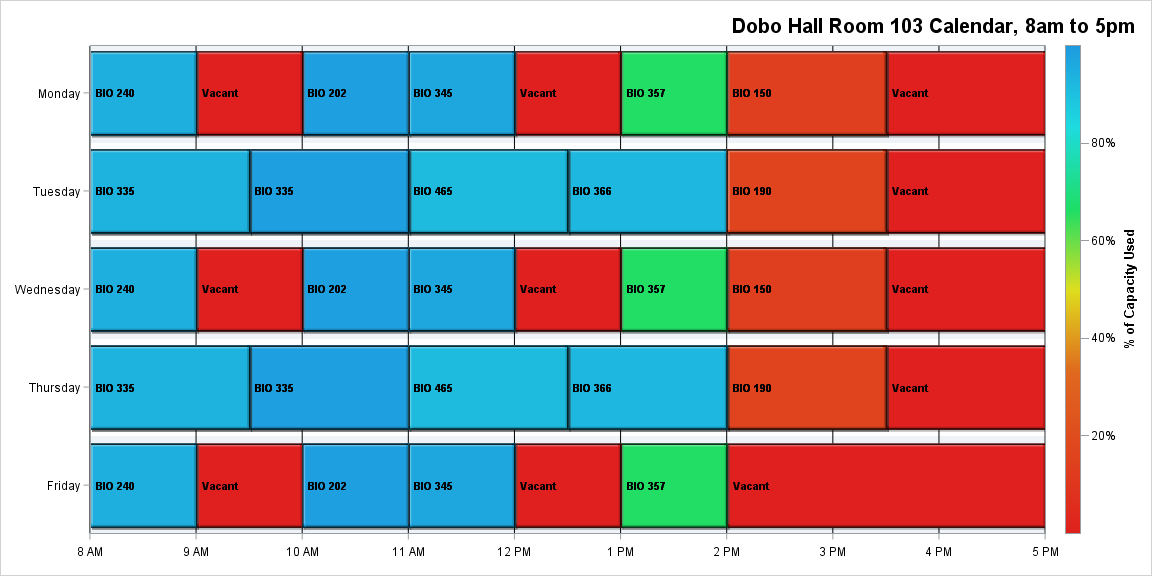 Dobo Hall Room 103 Calendar, 8am to 5pm
Monday
BIO 240
Vacant
BIO 202
BIO 345
Vacant
BIO 357
BIO 150
Vacant
Tuesday
BIO 335
BIO 335
BIO 465
BIO 366
BIO 190
Vacant
Wednesday
BIO 240
Vacant
BIO 202
BIO 345
Vacant
BIO 357
BIO 150
Vacant
Thursday
BIO 335
BIO 335
BIO 465
BIO 366
BIO 190
Vacant
Friday
BIO 240
Vacant
BIO 202
BIO 345
Vacant
BIO 357
Vacant
8 AM
9 AM
10 AM
11 AM
12 PM
1 PM
2 PM
3 PM
4 PM
5 PM
80%
60%
40%
20%
% of Capacity Used